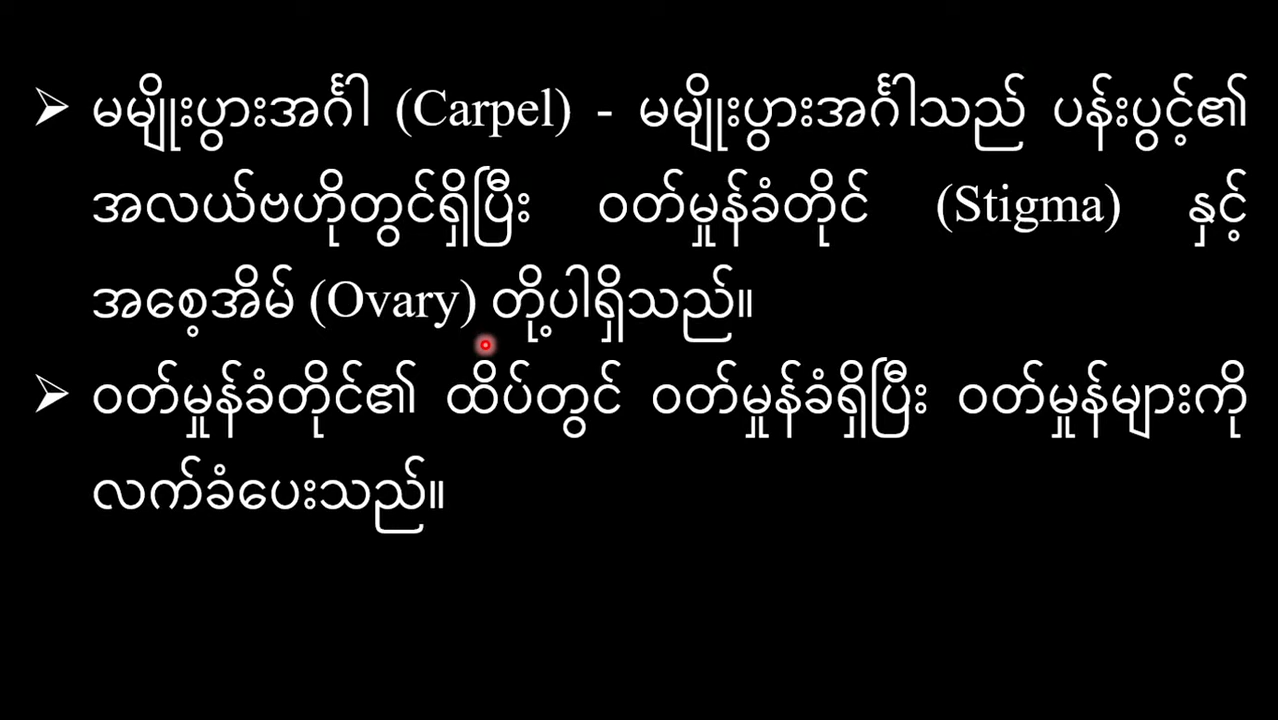 ➢ မမျိုးပွားအင်္ဂါ (Carpel) - မမျိုးပွားအင်္ဂါသည် ပန်းပွင့်၏
အလယ်ဗဟိုတွင်ရှိပြီး ဝတ်မှုန်ခံတိုင် (Stigma) နှင့်
အစေ့အိမ် (Ovary) တို့ပါရှိသည်။
➢ ဝတ်မှုန်ခံတိုင်၏ ထိပ်တွင် ဝတ်မှုန်ခံရှိပြီး ဝတ်မှုန်များကို
လက်ခံပေးသည်။